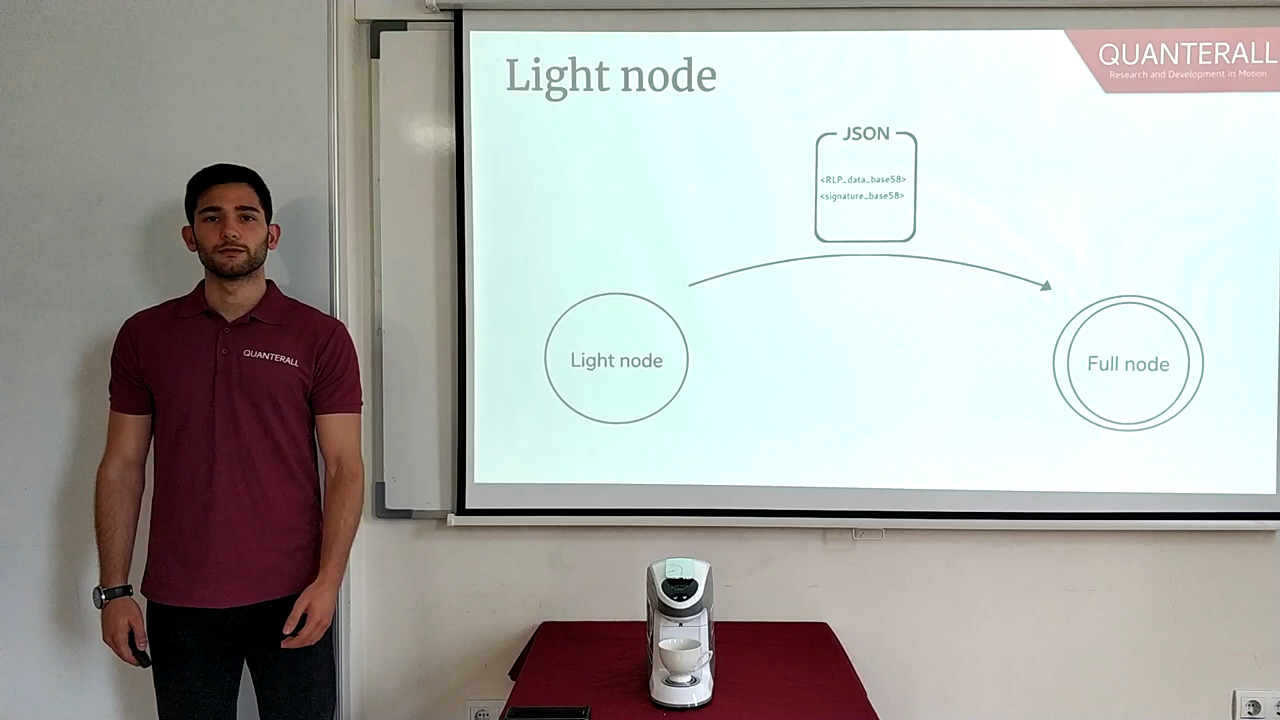 Light node
QUANTERALL
Research and Development in Motion
JSON
<RLP_data_base58>
<signature_base58>
Light node
Full node
QUANTERALL